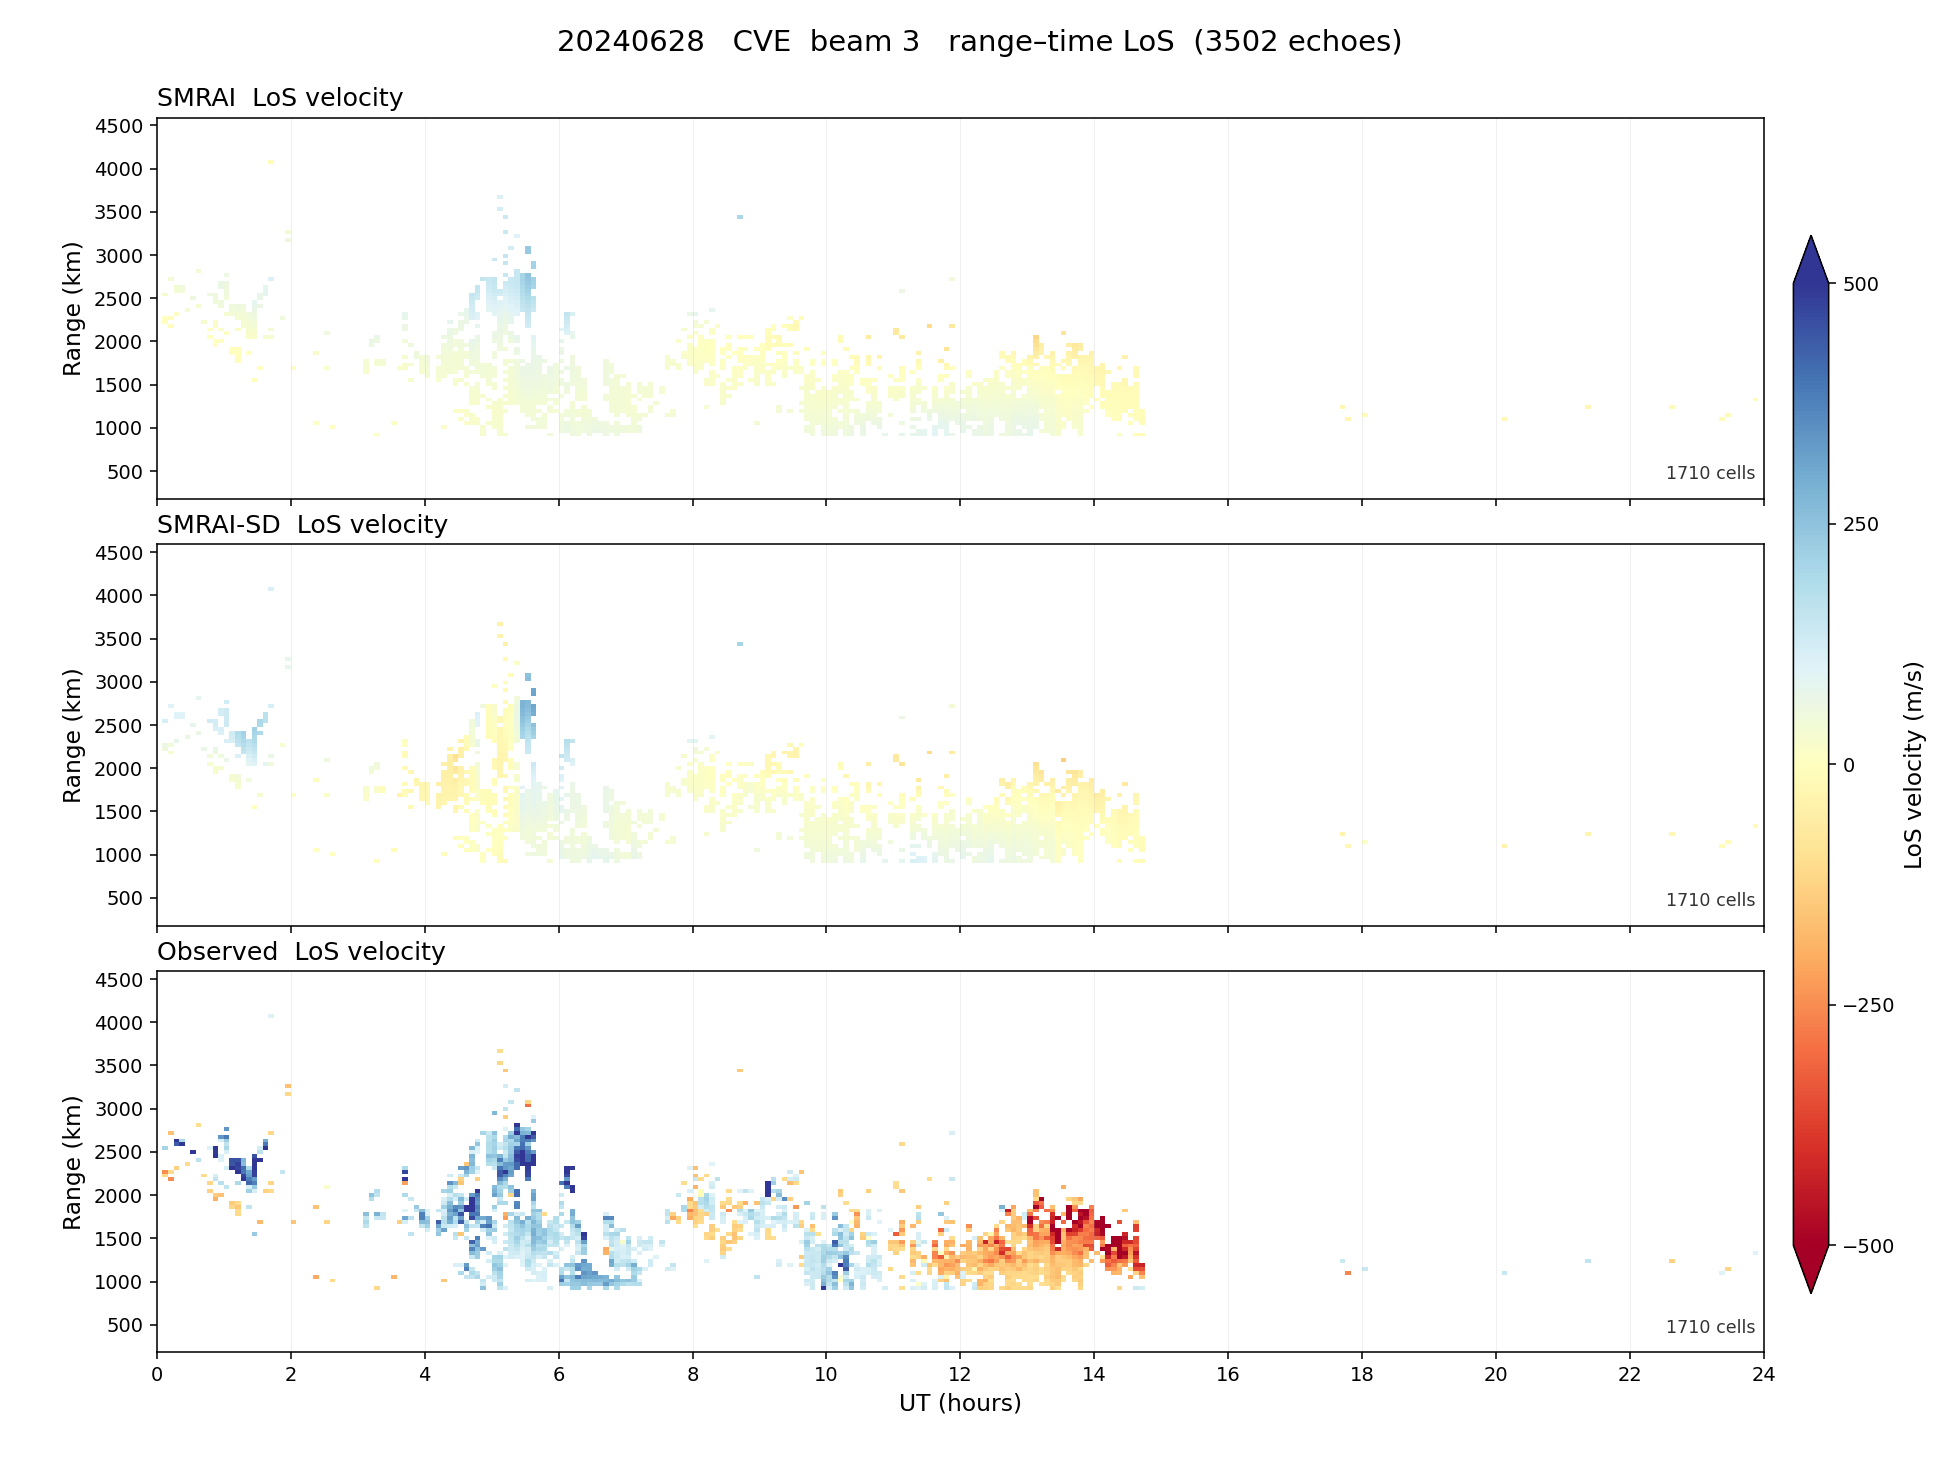 20240628   CVE  beam 3   range–time LoS  (3502 echoes)
SMRAI  LoS velocity
4500
4000
3500
3000
2500
2000
1500
1000
500
Range (km)
1710 cells
SMRAI-SD  LoS velocity
4500
4000
3500
3000
2500
2000
1500
1000
500
Range (km)
1710 cells
Observed  LoS velocity
4500
4000
3500
3000
2500
2000
1500
1000
500
Range (km)
1710 cells
0 2 4 6 8 10 12 14 16 18 20 22 24
UT (hours)
500
250
0
−250
−500
LoS velocity (m/s)